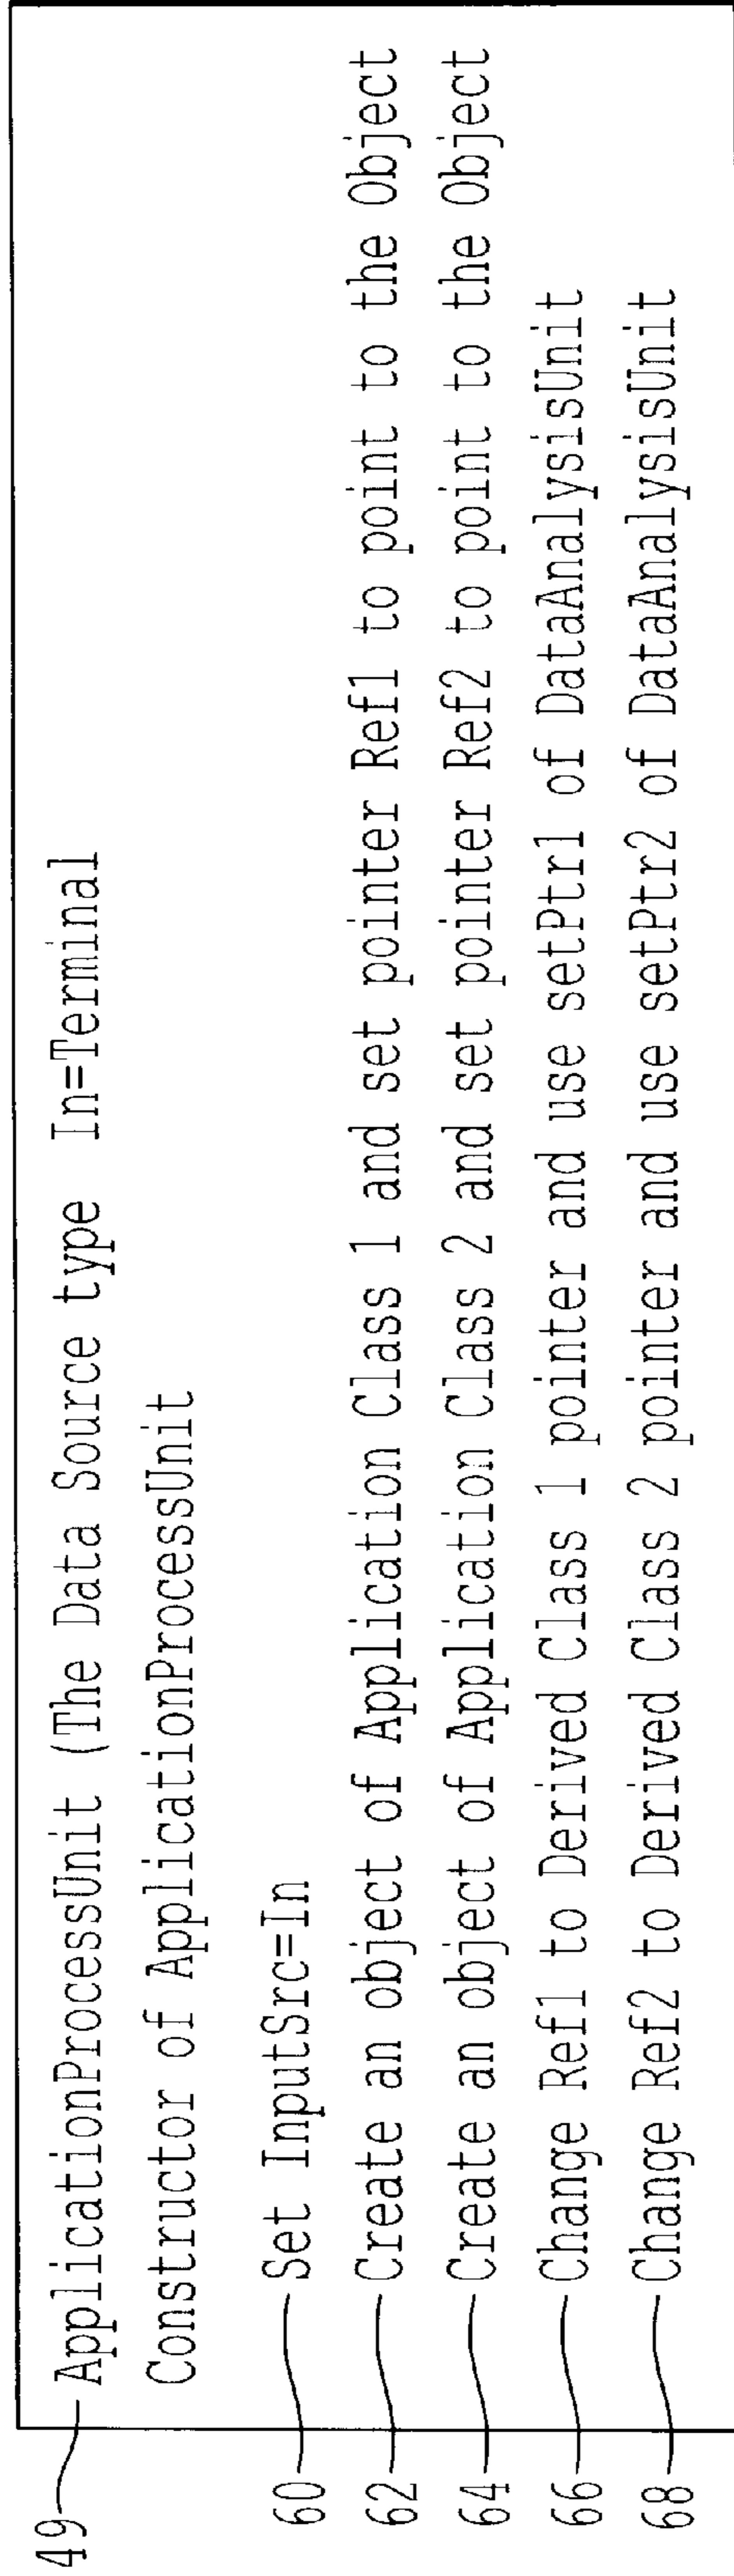 49 ApplicationProcessUnit (The Data Source type In=Terminal
Constructor of ApplicationProcessUnit
60 Set InputSrc=In
62 Create an object of Application Class 1 and set pointer Ref1 to point to the Object
64 Create an object of Application Class 2 and set pointer Ref2 to point to the Object
66 Change Ref1 to Derived Class 1 pointer and use setPtr1 of DataAnalysisUnit
68 Change Ref2 to Derived Class 2 pointer and use setPtr2 of DataAnalysisUnit